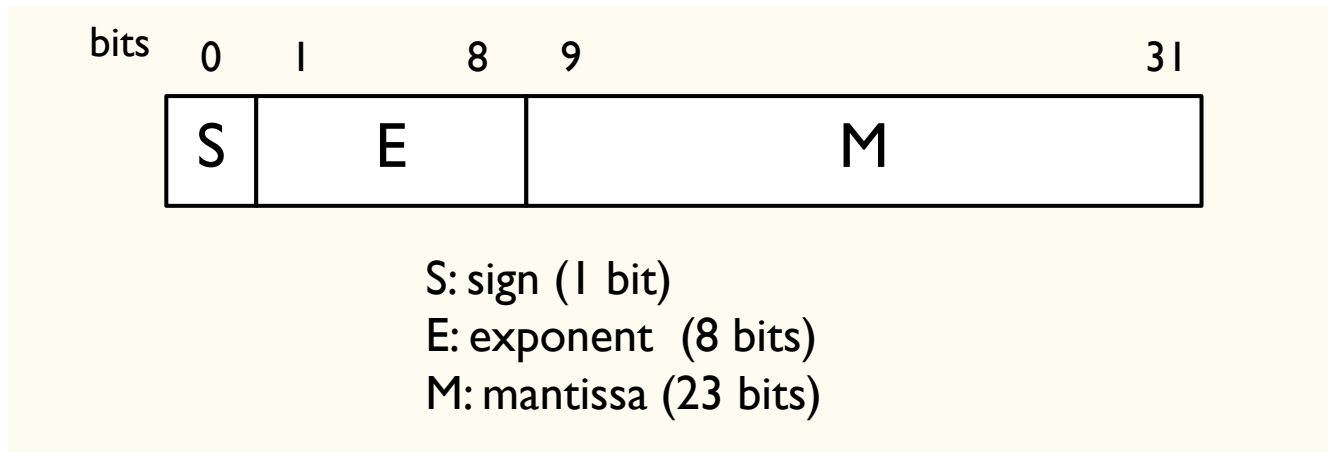 bits 0 1 8 9 31
S E M
S: sign (1 bit)
E: exponent (8 bits)
M: mantissa (23 bits)